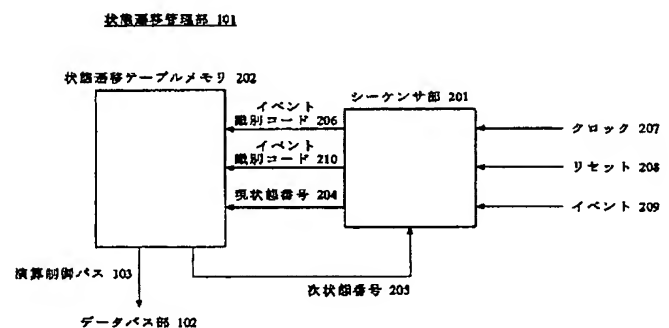 状態遷移管理部 101
状態遷移テーブルメモリ 202
シーケンサ部 201
イベント
識別コード 206
イベント
識別コード 210
現状態番号 204
クロック 207
リセット 208
イベント 209
演算制御パス 103
次状態番号 205
データパス部 102